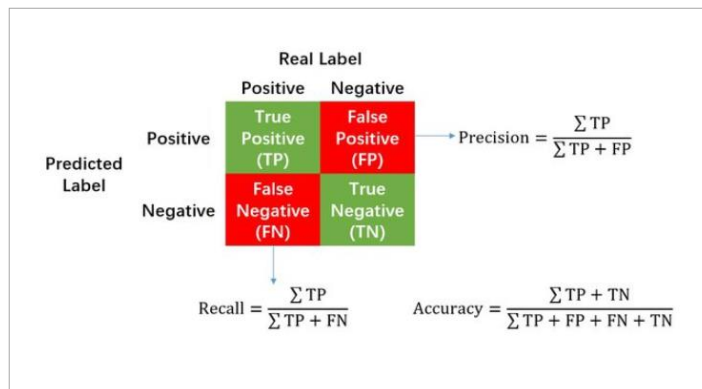 Real Label
Positive Negative
True Positive (TP)
False Positive (FP)
Positive
Predicted Label
Negative
False Negative (FN)
True Negative (TN)
Precision = ∑ TP / ∑ TP + FP
Recall = ∑ TP / ∑ TP + FN
Accuracy = ∑ TP + TN / ∑ TP + FP + FN + TN